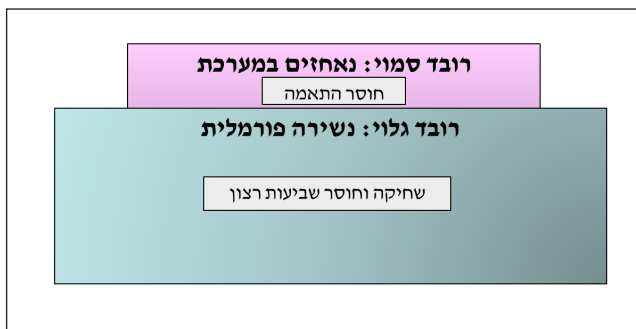 רובד סמוי: נאחזים במערכת
חוסר התאמה
רובד גלוי: נשירה פורמלית
שחיקה וחוסר שביעות רצון